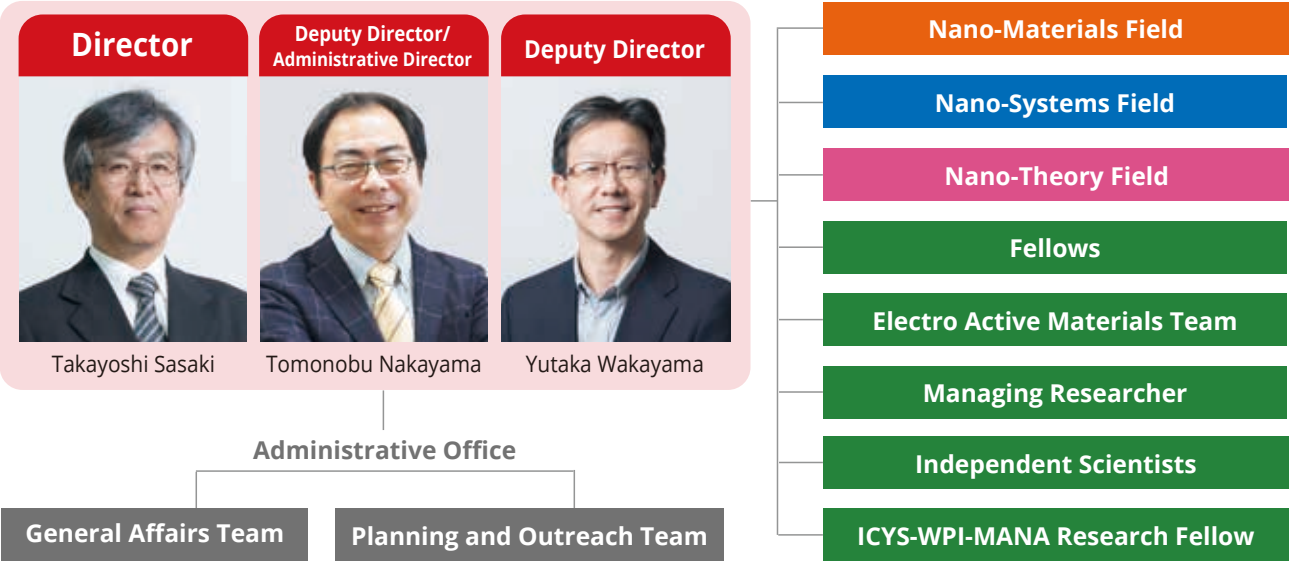 Director
Deputy Director/
Administrative Director
Deputy Director
Takayoshi Sasaki
Tomonobu Nakayama
Yutaka Wakayama
Administrative Office
General Affairs Team
Planning and Outreach Team
Nano-Materials Field
Nano-Systems Field
Nano-Theory Field
Fellows
Electro Active Materials Team
Managing Researcher
Independent Scientists
ICYS-WPI-MANA Research Fellow